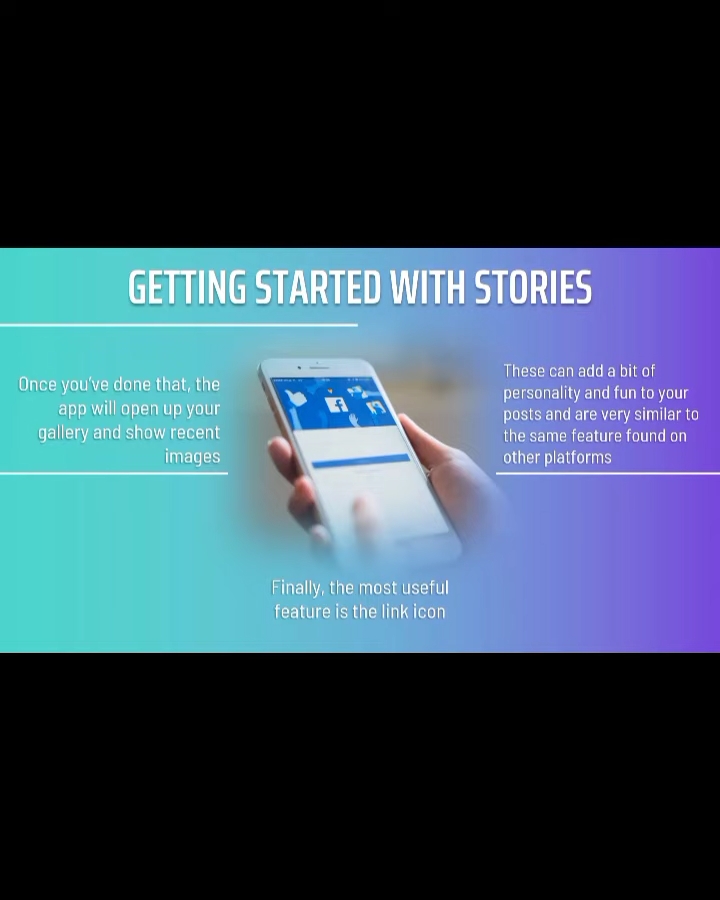 GETTING STARTED WITH STORIES
Once you've done that, the
app will open up your
gallery and show recent
images
These can add a bit of
personality and fun to your
posts and are very similar to
the same feature found on
other platforms
Finally, the most useful
feature is the link icon